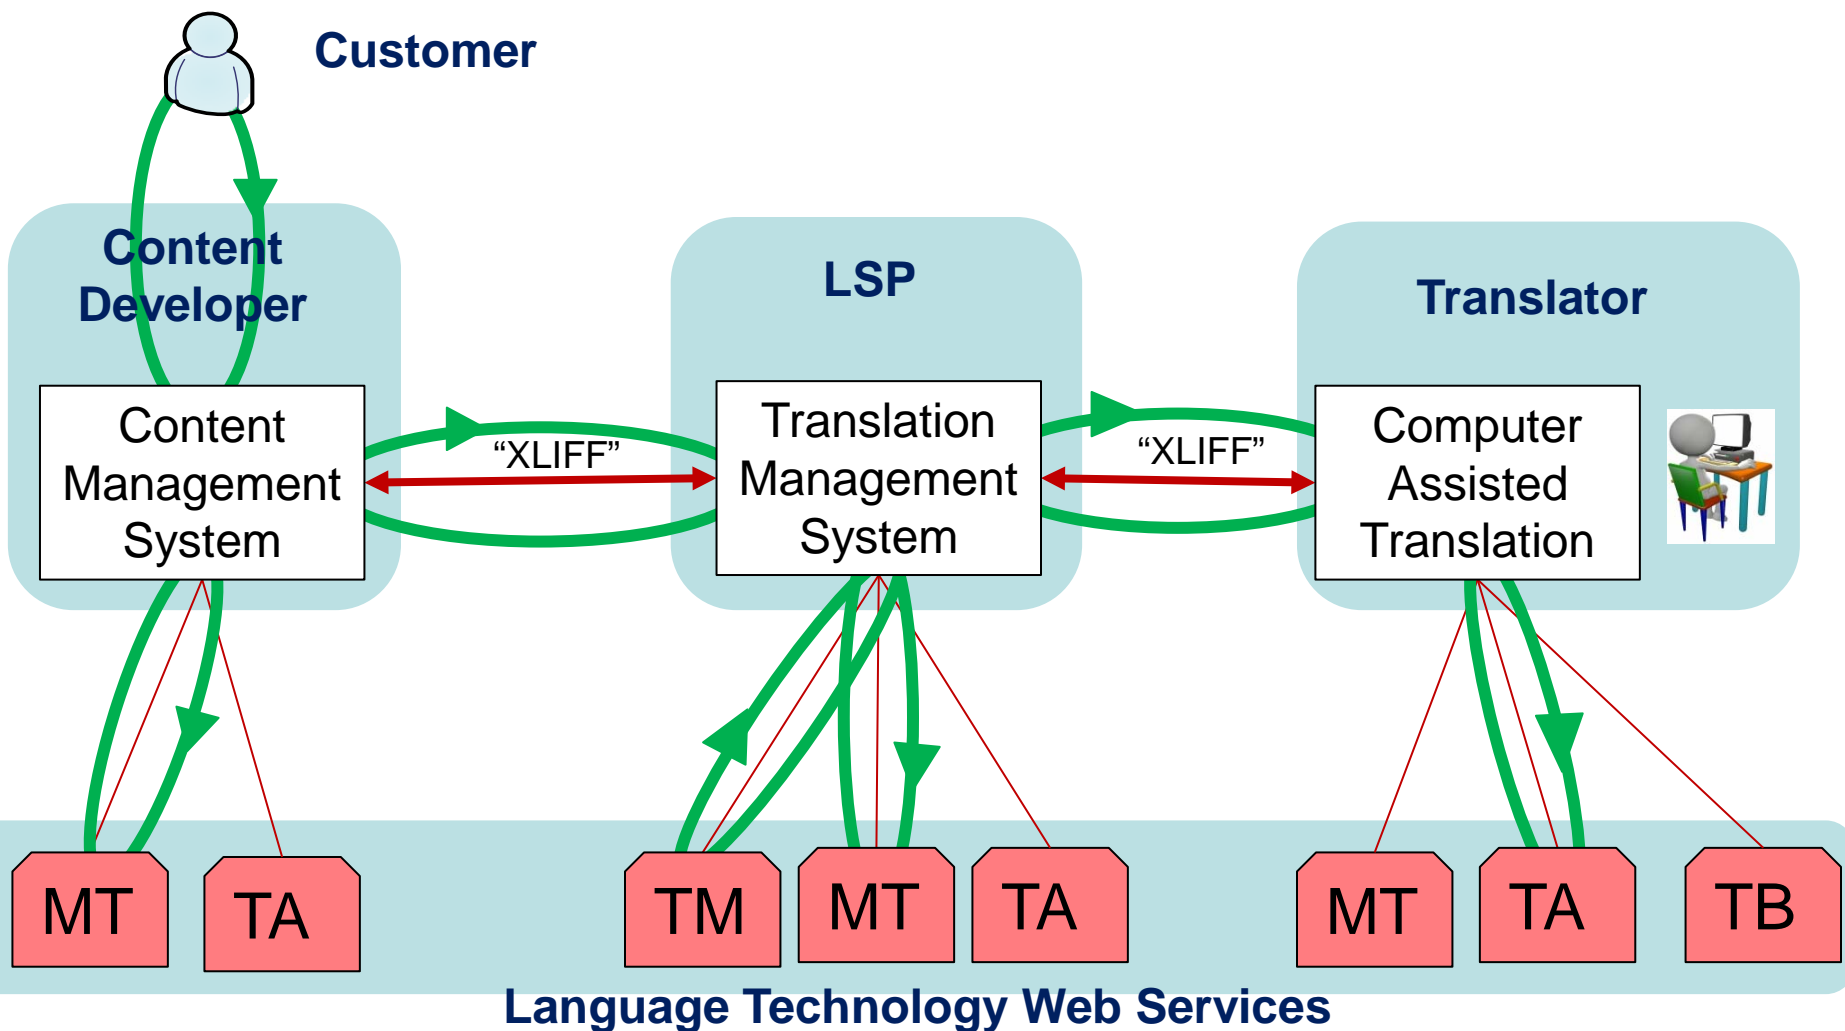 Customer
Content
Developer
LSP
Translator
Content
Management
System
“XLIFF”
Translation
Management
System
“XLIFF”
Computer
Assisted
Translation
MT
TA
TM
MT
TA
MT
TA
TB
Language Technology Web Services